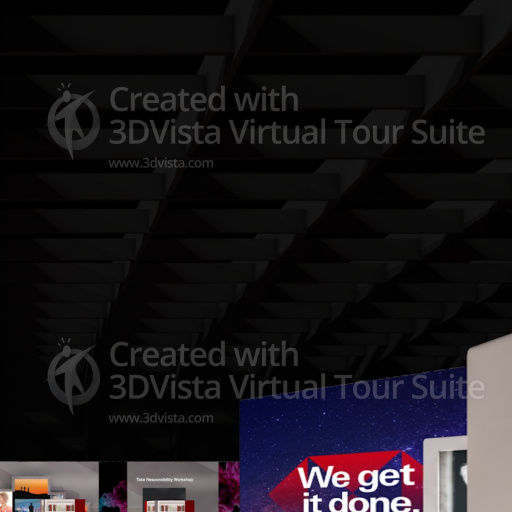 Created with
3DVista Virtual Tour Suite
www.3dvista.com
Created with
3DVista Virtual Tour Suite
www.3dvista.com
Take Responsibility Workshop
We get
it done.